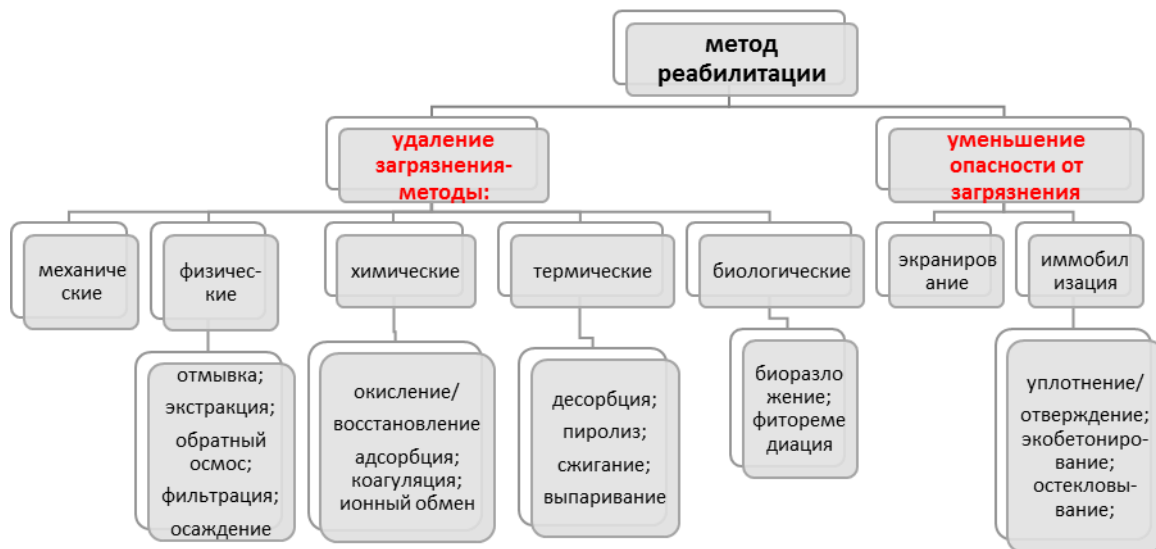 метод
реабилитации
удаление
загрязнения-
методы:
уменьшение
опасности от
загрязнения
механиче
ские
физичес-
кие
химические
термические
биологические
экраниров
ание
иммобил
изация
отмывка;
экстракция;
обратный
осмос;
фильтрация;
осаждение
окисление/
восстановление
адсорбция;
коагуляция;
ионный обмен
десорбция;
пиролиз;
сжигание;
выпаривание
биоразло
жение;
фитореме
диация
уплотнение/
отверждение;
экобетониро-
вание;
остекловы-
вание;